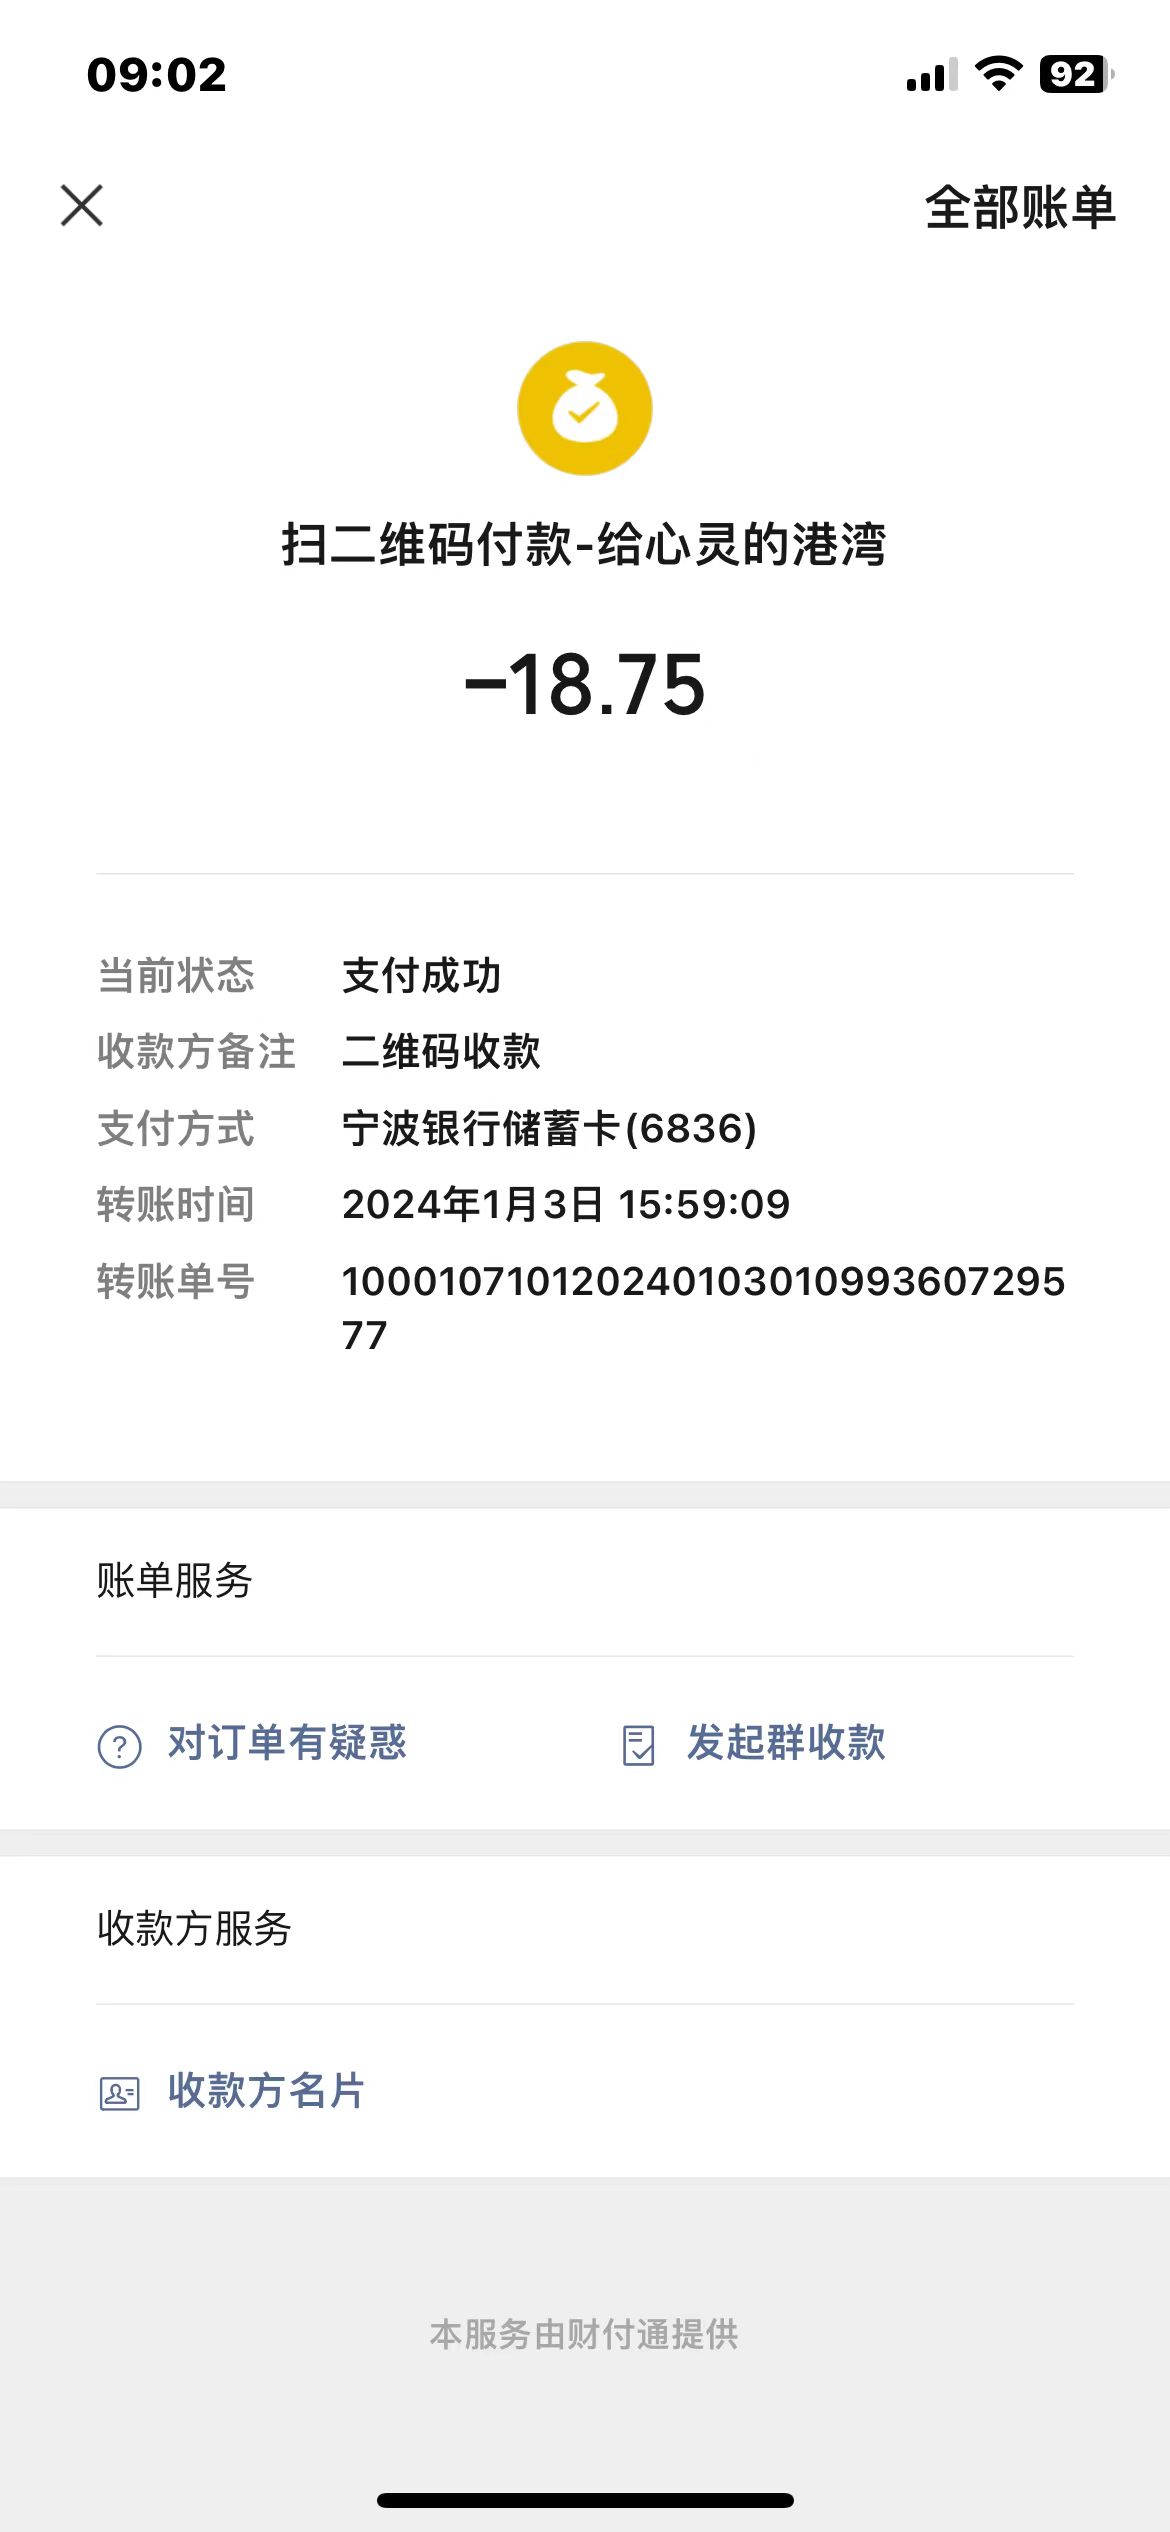 09:02
92
全部账单
扫二维码付款-给心灵的港湾
-18.75
当前状态 支付成功
收款方备注 二维码收款
支付方式 宁波银行储蓄卡(6836)
转账时间 2024年1月3日 15:59:09
转账单号 100010710120240103010993607295
77
账单服务
对订单有疑惑 发起群收款
收款方服务
收款方名片
本服务由财付通提供